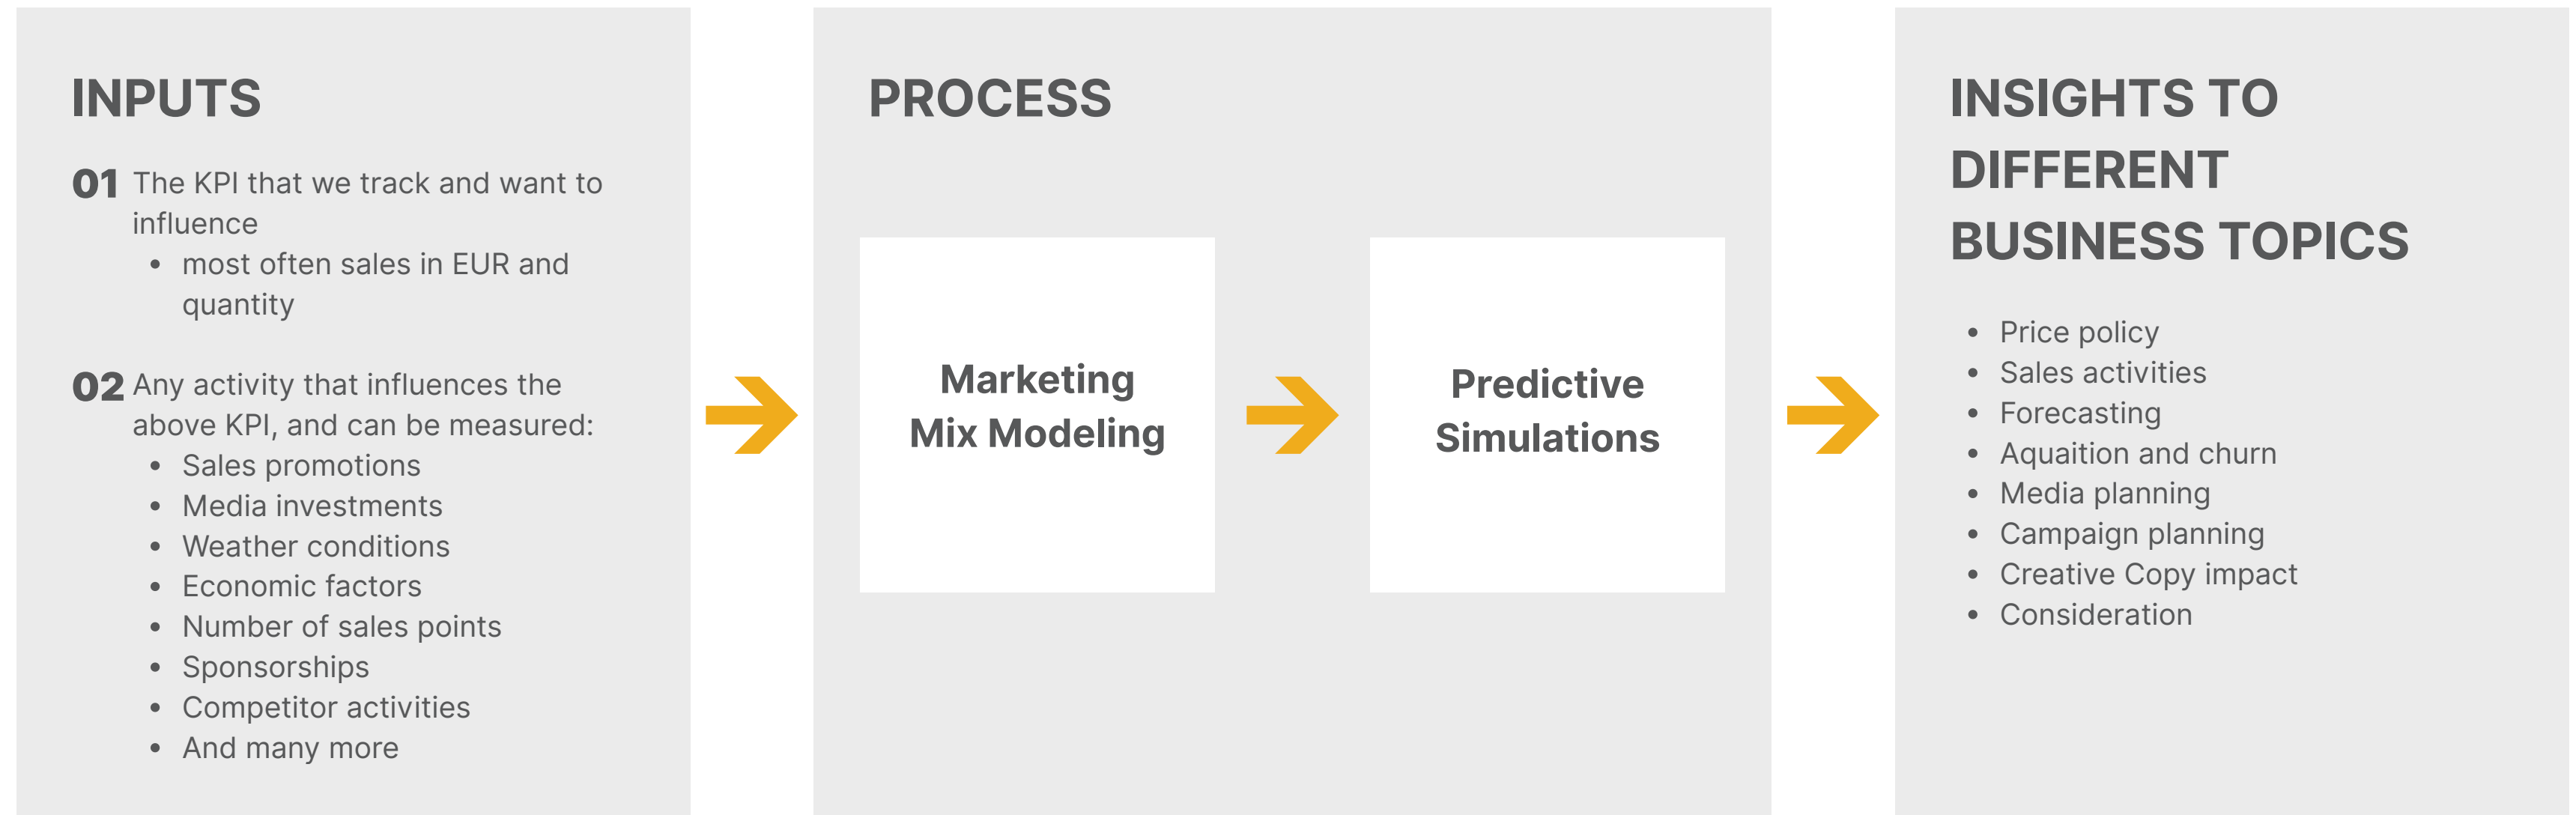 INPUTS
01 The KPI that we track and want to
influence
• most often sales in EUR and
quantity
02 Any activity that influences the
above KPI, and can be measured:
• Sales promotions
• Media investments
• Weather conditions
• Economic factors
• Number of sales points
• Sponsorships
• Competitor activities
• And many more
PROCESS
Marketing
Mix Modeling
Predictive
Simulations
INSIGHTS TO
DIFFERENT
BUSINESS TOPICS
• Price policy
• Sales activities
• Forecasting
• Aquaition and churn
• Media planning
• Campaign planning
• Creative Copy impact
• Consideration